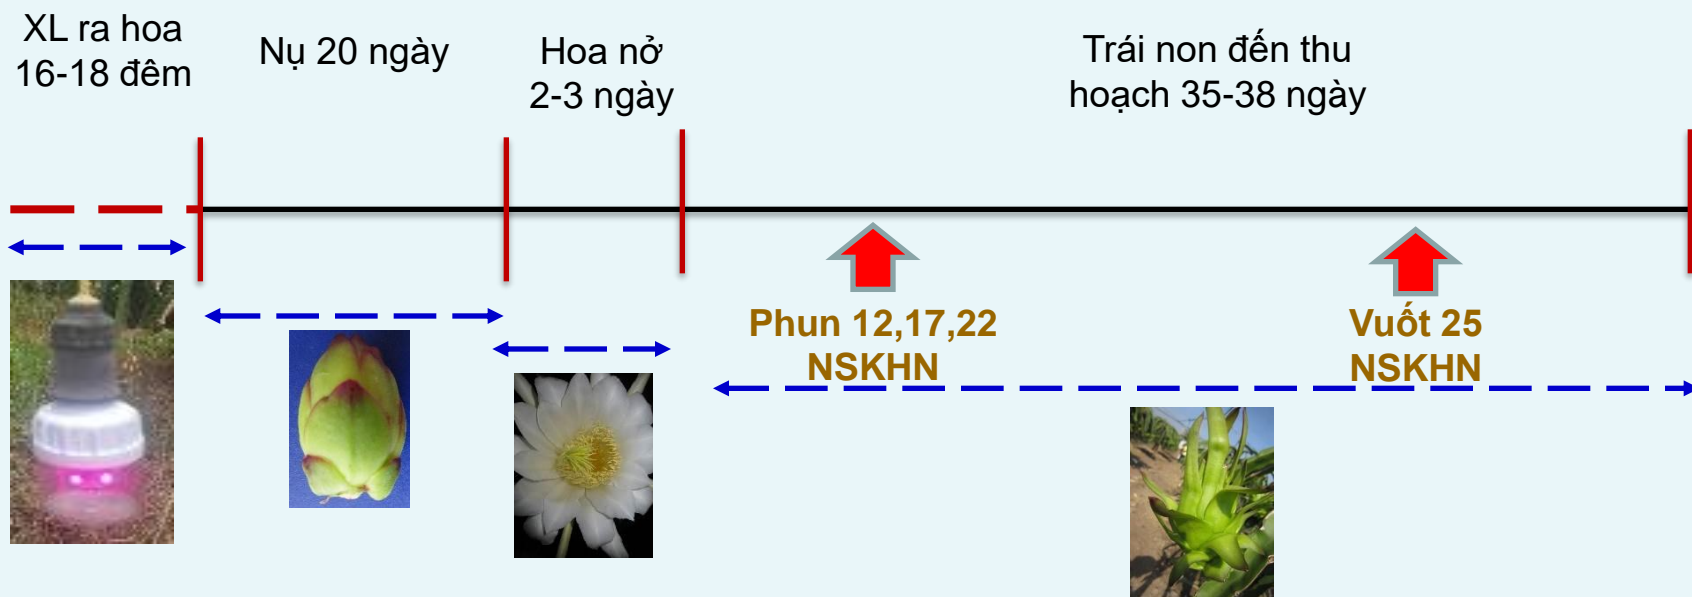 XL ra hoa
16-18 đêm
Nụ 20 ngày
Hoa nở
2-3 ngày
Trái non đến thu
hoạch 35-38 ngày
Phun 12,17,22
NSKHN
Vuốt 25
NSKHN